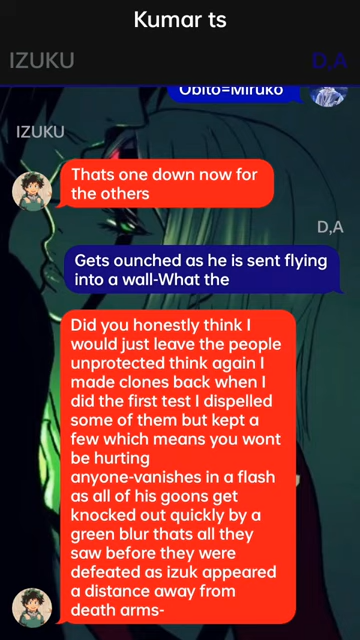 Kumar ts
IZUKU
D,A
Obito=Miruko
IZUKU
Thats one down now for
the others
D,A
Gets ounched as he is sent flying
into a wall-What the
Did you honestly think I
would just leave the people
unprotected think again I
made clones back when I
did the first test I dispelled
some of them but kept a
few which means you wont
be hurting
anyone-vanishes in a flash
as all of his goons get
knocked out quickly by a
green blur thats all they
saw before they were
defeated as izuk appeared
a distance away from
death arms-